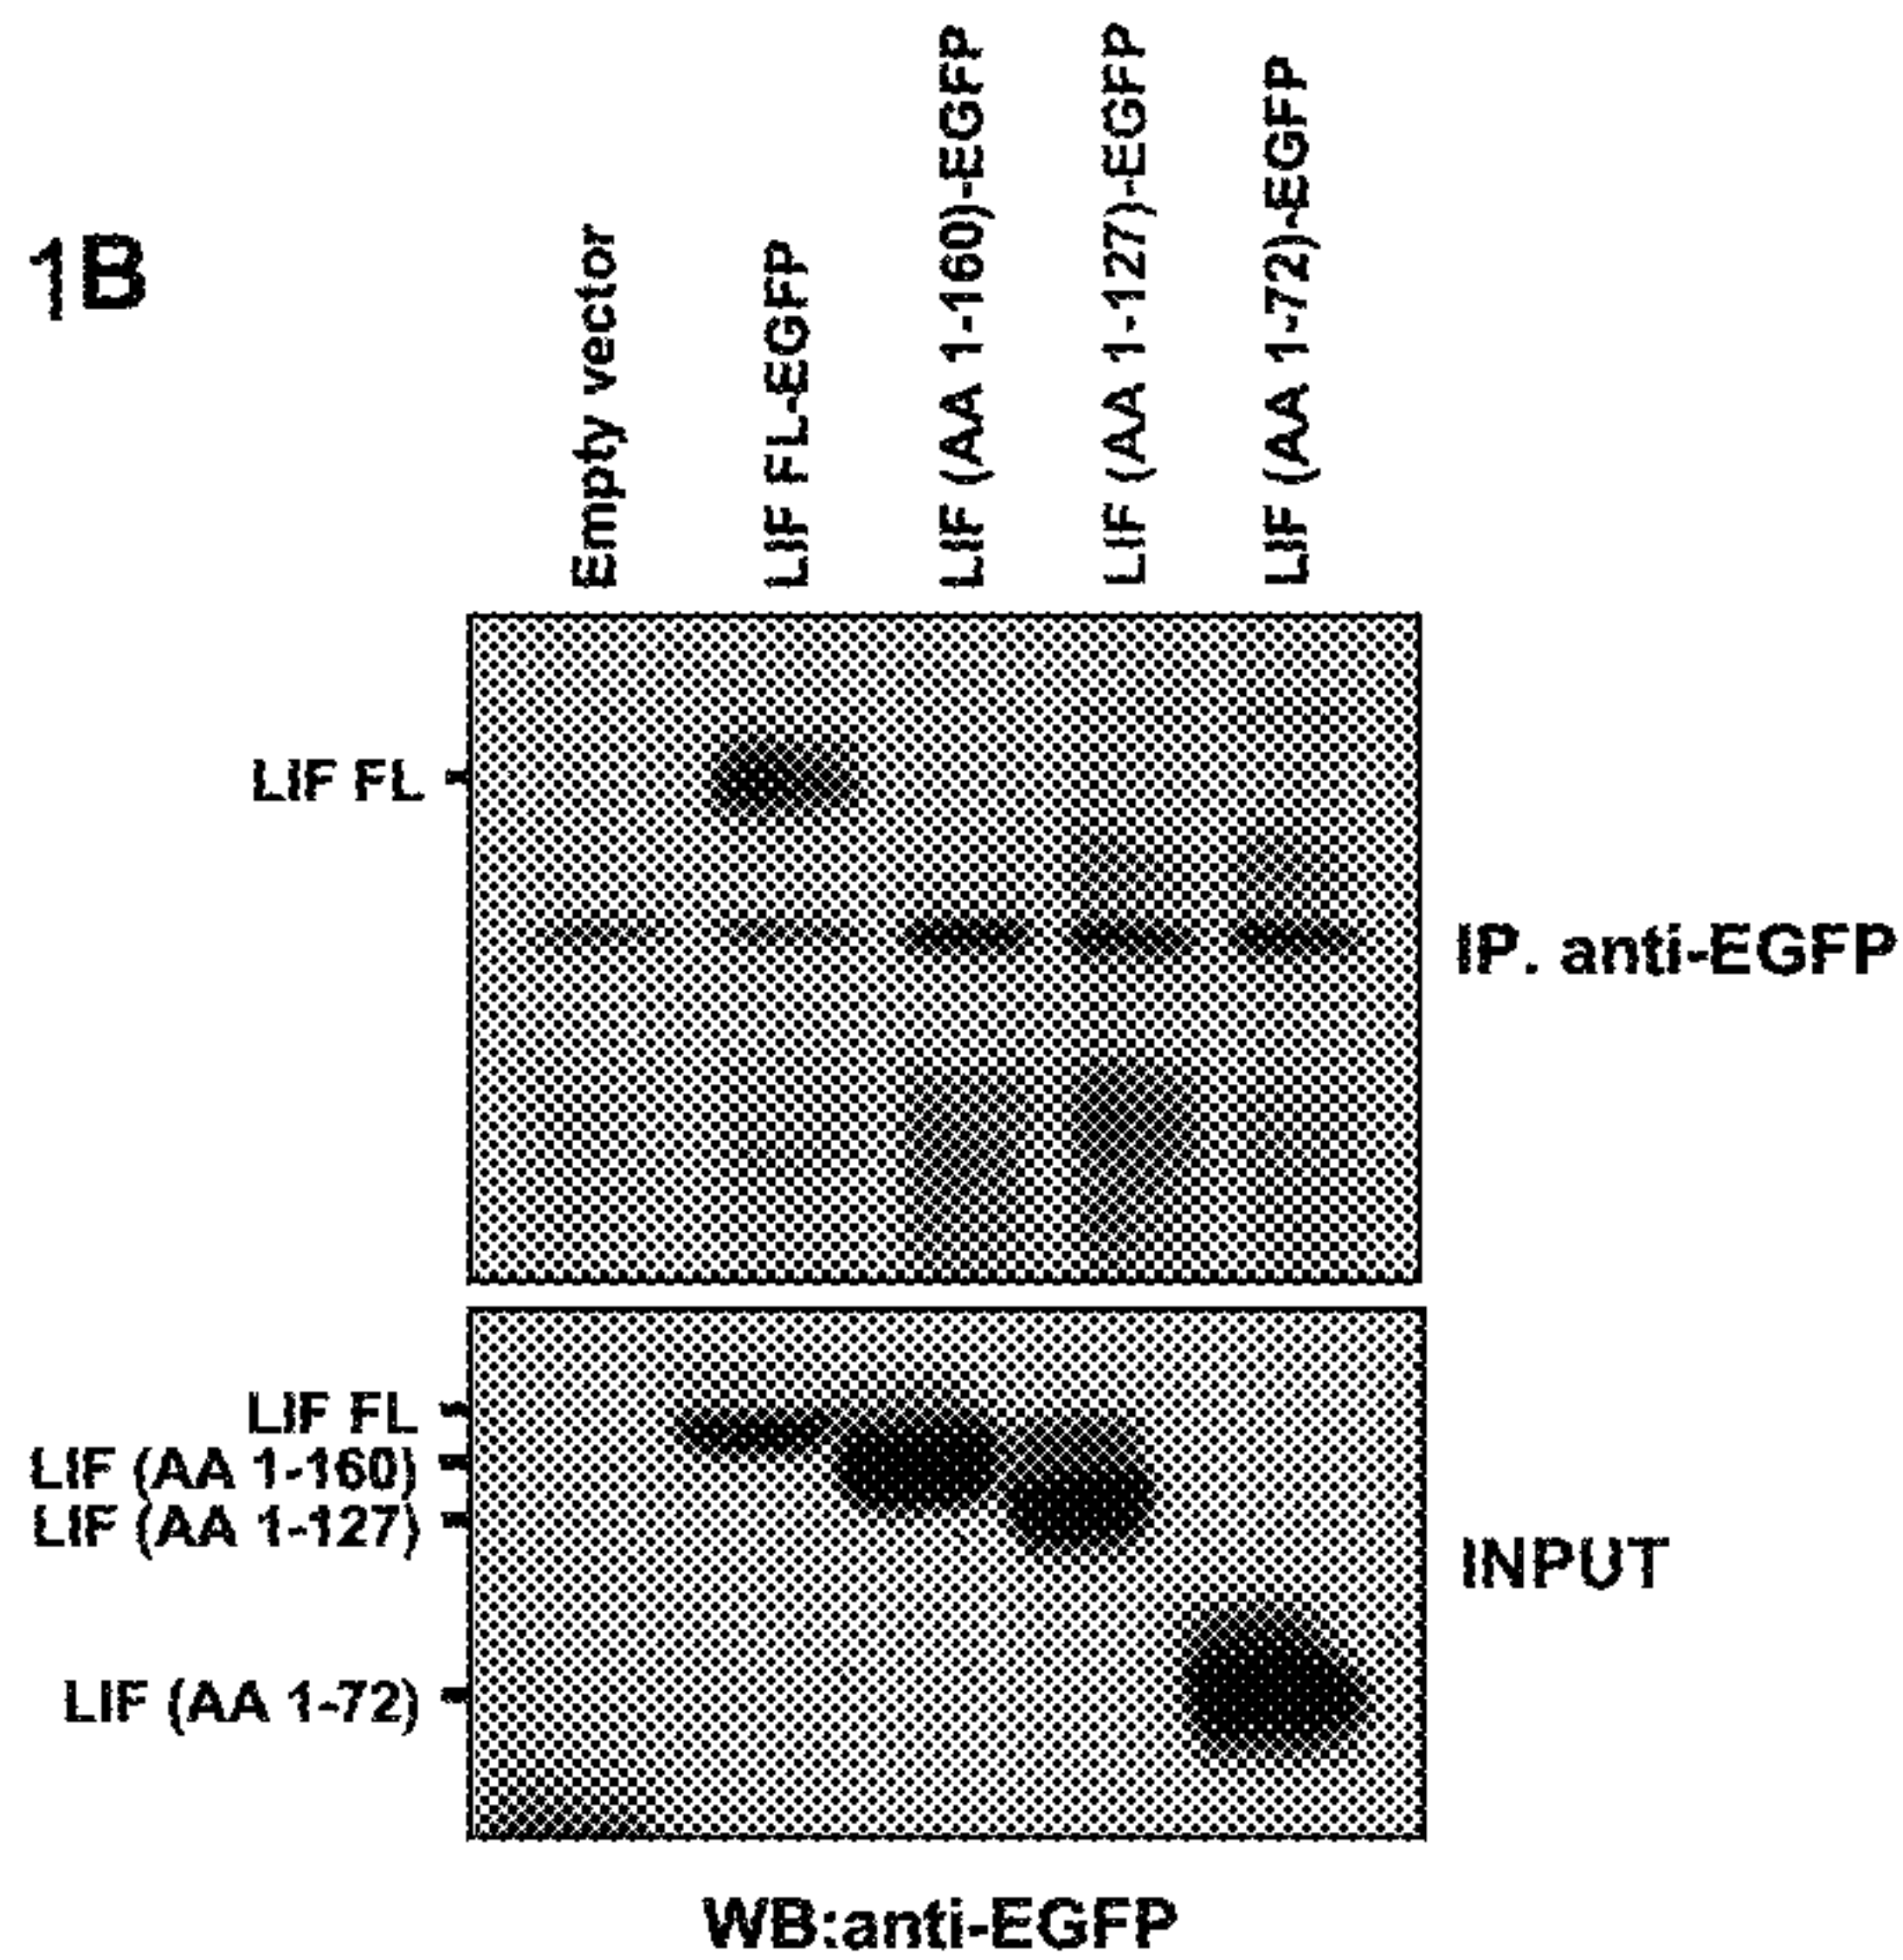 1B
Empty vector
LIF FL-EGFP
LIF (AA 1-160)-EGFP
LIF (AA 1-127)-EGFP
LIF (AA 1-72)-EGFP
LIF FL
IP. anti-EGFP
LIF FL
LIF (AA 1-160)
LIF (AA 1-127)
INPUT
LIF (AA 1-72)
WB:anti-EGFP